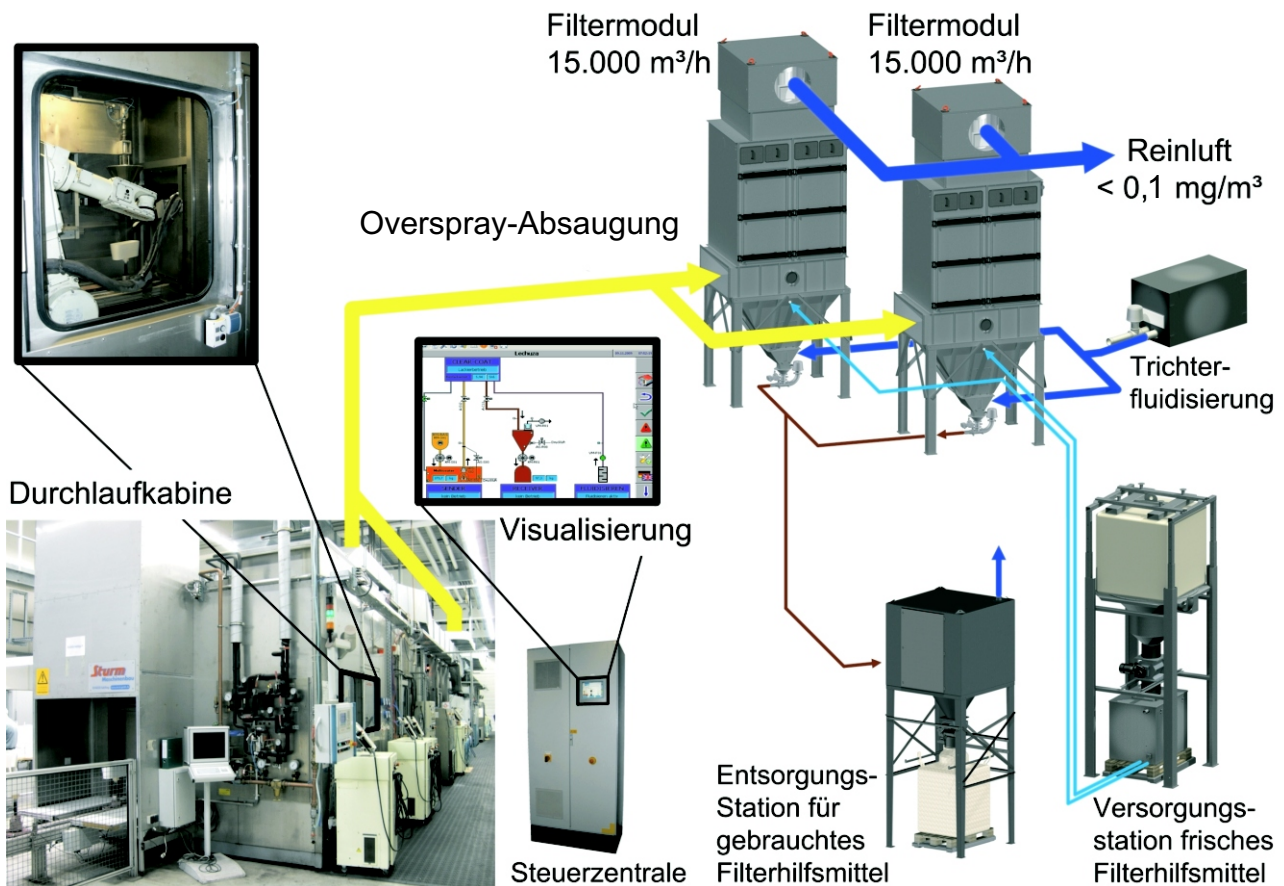 Filtermodul
15.000 m³/h
Filtermodul
15.000 m³/h
Reinluft
< 0,1 mg/m³
Overspray-Absaugung
Trichter-
fluidisierung
Lechuza
Durchlaufkabine
Visualisierung
Sturm
Entsorgungs-
Station für
gebrauchtes
Filterhilfsmittel
Versorgungs-
station frisches
Filterhilfsmittel
Steuerzentrale